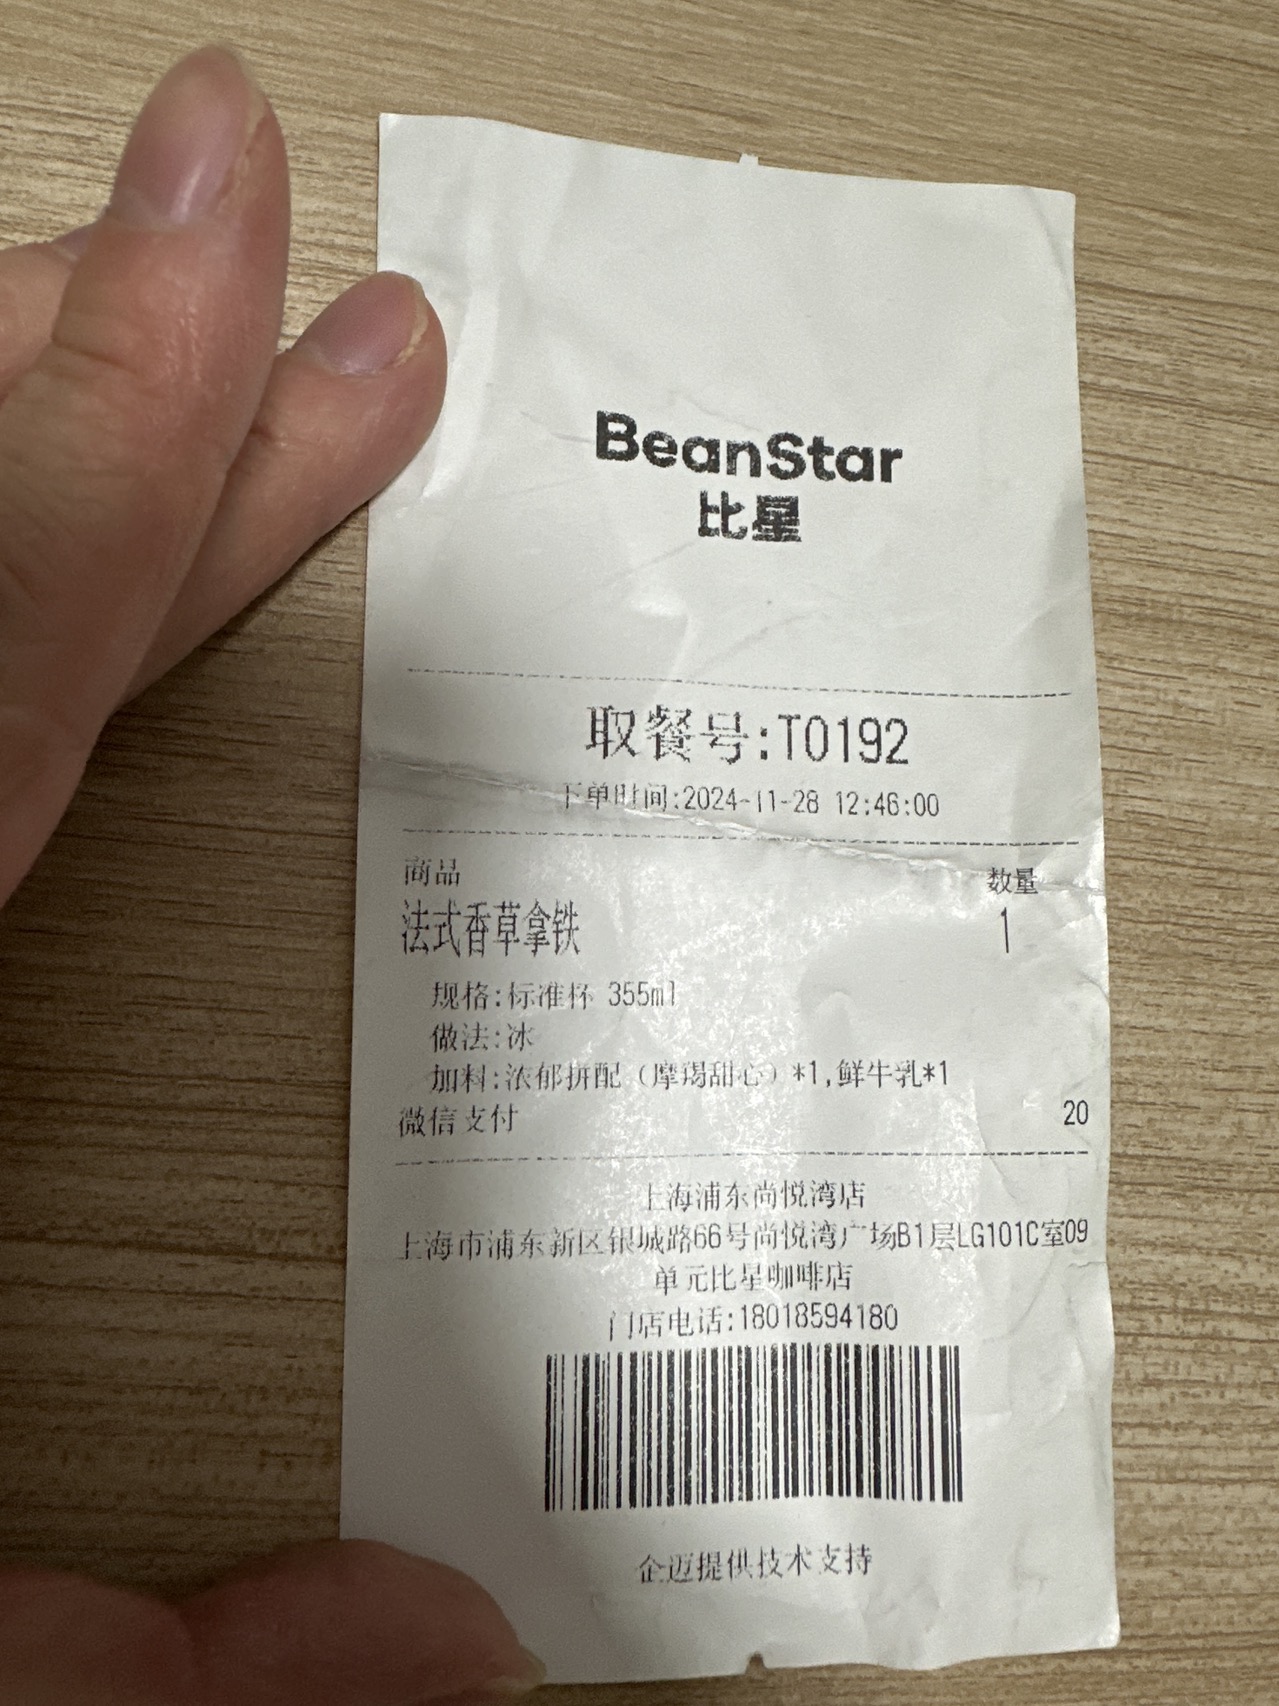 BeanStar
比星
取餐号:T0192
下单时间:2024-11-28 12:46:00
商品 数量
法式香草拿铁 1
规格:标准杯 355ml
做法:冰
加料:浓郁拼配（摩羯甜心）*1,鲜牛乳*1
微信支付 20
上海浦东尚悦湾店
上海市浦东新区银城路66号尚悦湾广场B1层LG101C室09
单元比星咖啡店
门店电话:18018594180
企迈提供技术支持